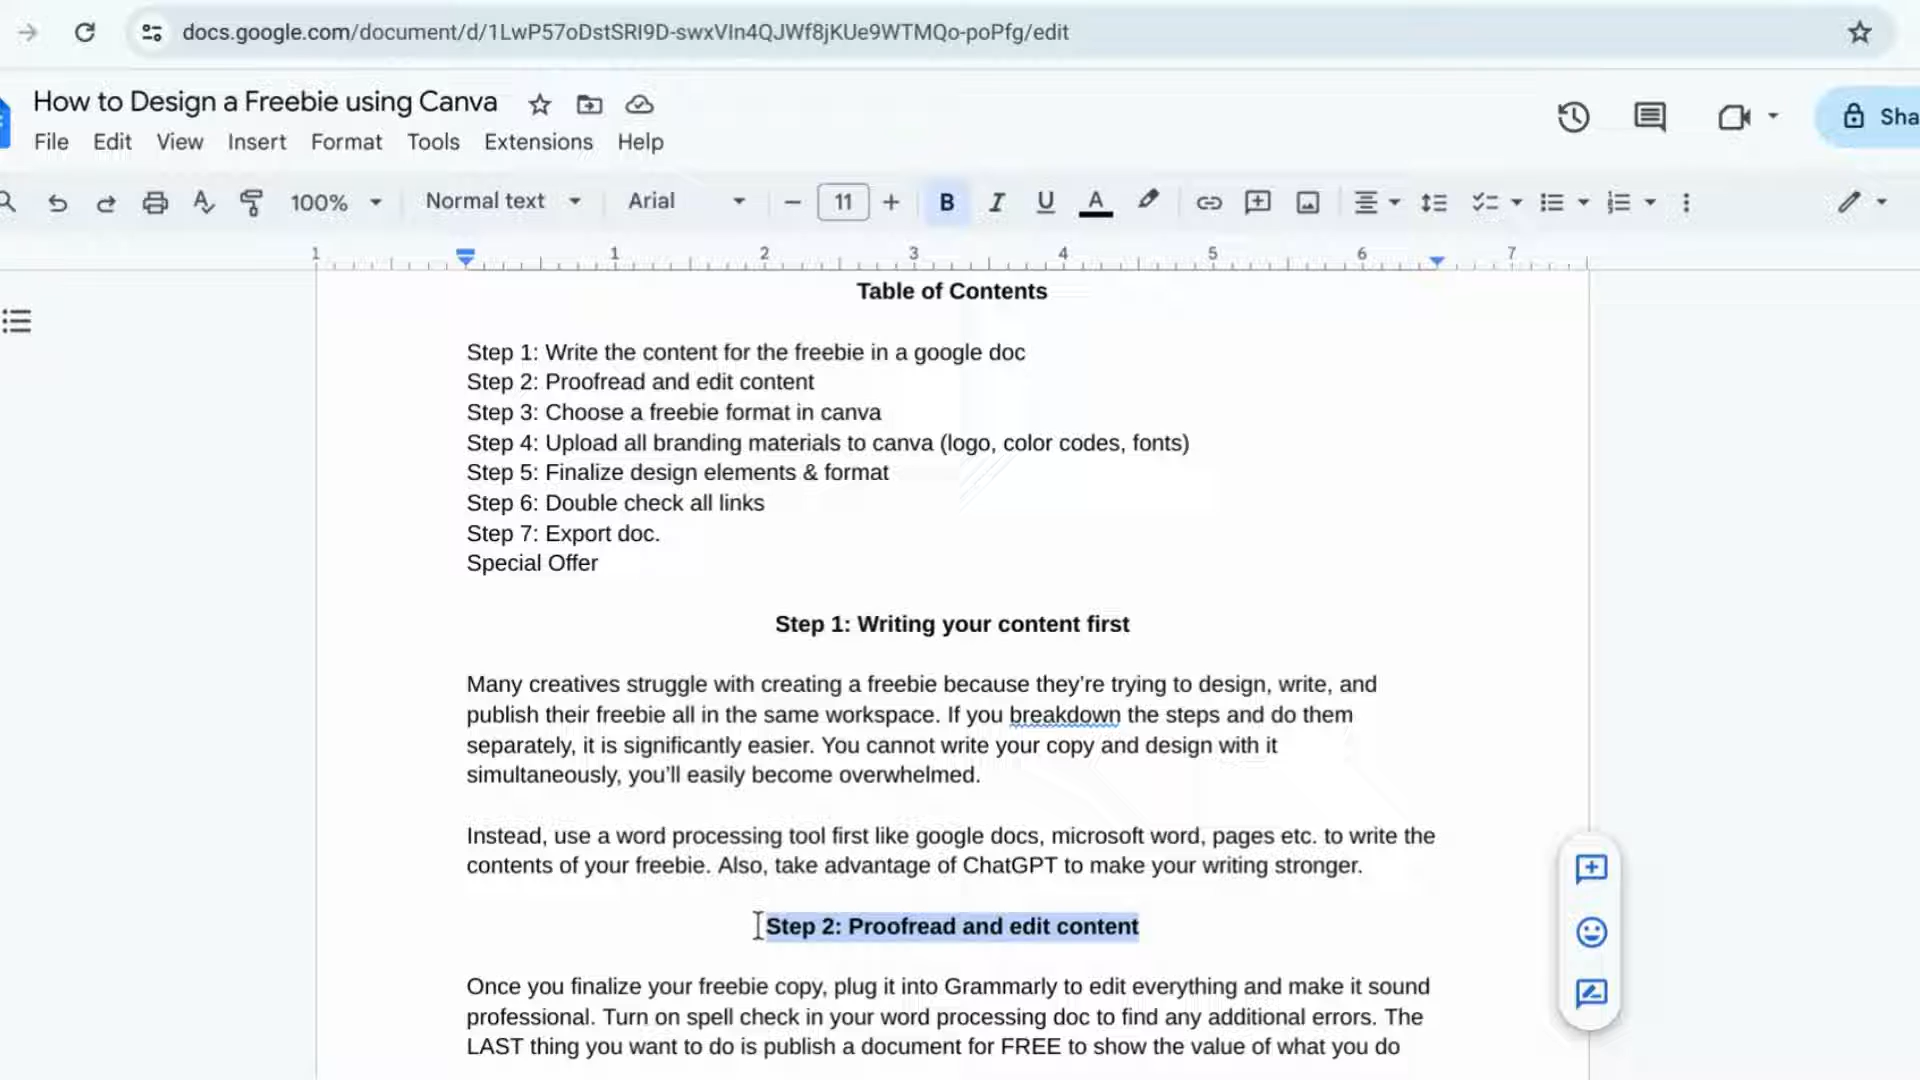 docs.google.com/document/d/1LwP57oDstSRI9D-swxVIn4QJWf8jKUe9WTMQo-poPfg/edit
How to Design a Freebie using Canva
File Edit View Insert Format Tools Extensions Help
Sha
100% Normal text Arial 11 B I U A
1 1 2 3 4 5 6 7
Table of Contents
Step 1: Write the content for the freebie in a google doc
Step 2: Proofread and edit content
Step 3: Choose a freebie format in canva
Step 4: Upload all branding materials to canva (logo, color codes, fonts)
Step 5: Finalize design elements & format
Step 6: Double check all links
Step 7: Export doc.
Special Offer
Step 1: Writing your content first
Many creatives struggle with creating a freebie because they’re trying to design, write, and
publish their freebie all in the same workspace. If you breakdown the steps and do them
separately, it is significantly easier. You cannot write your copy and design with it
simultaneously, you’ll easily become overwhelmed.
Instead, use a word processing tool first like google docs, microsoft word, pages etc. to write the
contents of your freebie. Also, take advantage of ChatGPT to make your writing stronger.
Step 2: Proofread and edit content
Once you finalize your freebie copy, plug it into Grammarly to edit everything and make it sound
professional. Turn on spell check in your word processing doc to find any additional errors. The
LAST thing you want to do is publish a document for FREE to show the value of what you do